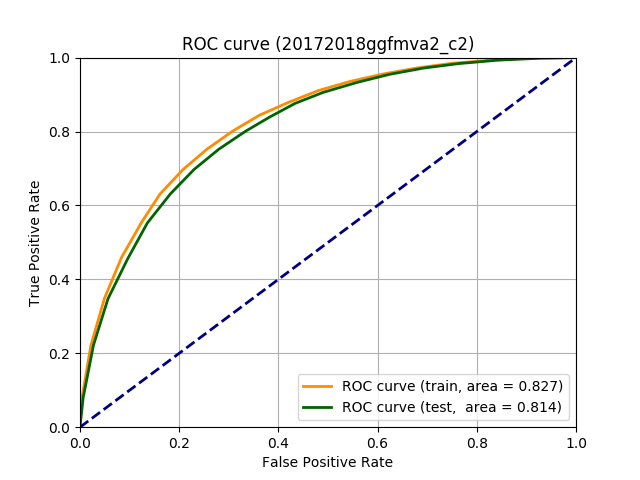 ROC curve (20172018ggfmva2_c2)
1.0
0.8
0.6
0.4
0.2
0.0
True Positive Rate
ROC curve (train, area = 0.827)
ROC curve (test,  area = 0.814)
0.0 0.2 0.4 0.6 0.8 1.0
False Positive Rate